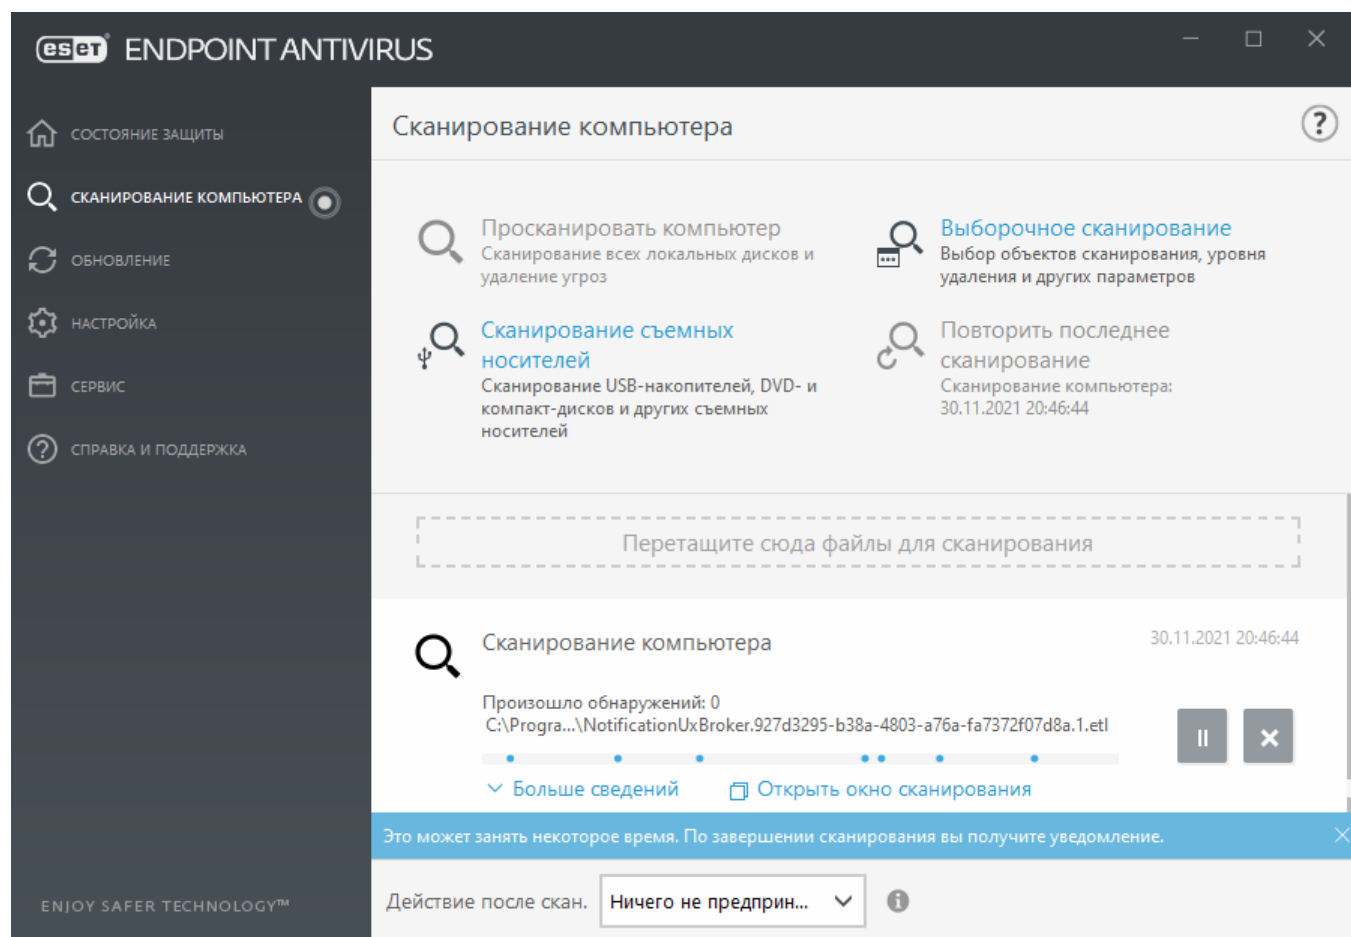 eset ENDPOINT ANTIVIRUS
СОСТОЯНИЕ ЗАЩИТЫ
СКАНИРОВАНИЕ КОМПЬЮТЕРА
ОБНОВЛЕНИЕ
НАСТРОЙКА
СЕРВИС
СПРАВКА И ПОДДЕРЖКА
ENJOY SAFER TECHNOLOGY™
Сканирование компьютера
?
Просканировать компьютер
Сканирование всех локальных дисков и
удаление угроз
Выборочное сканирование
Выбор объектов сканирования, уровня
удаления и других параметров
Сканирование съемных
носителей
Сканирование USB-накопителей, DVD- и
компакт-дисков и других съемных
носителей
Повторить последнее
сканирование
Сканирование компьютера:
30.11.2021 20:46:44
Перетащите сюда файлы для сканирования
Сканирование компьютера
30.11.2021 20:46:44
Произошло обнаружений: 0
C:\Progra...\NotificationUxBroker.927d3295-b38a-4803-a76a-fa7372f07d8a.1.etl
Больше сведений
Открыть окно сканирования
Это может занять некоторое время. По завершении сканирования вы получите уведомление.
Действие после скан.
Ничего не предприн...